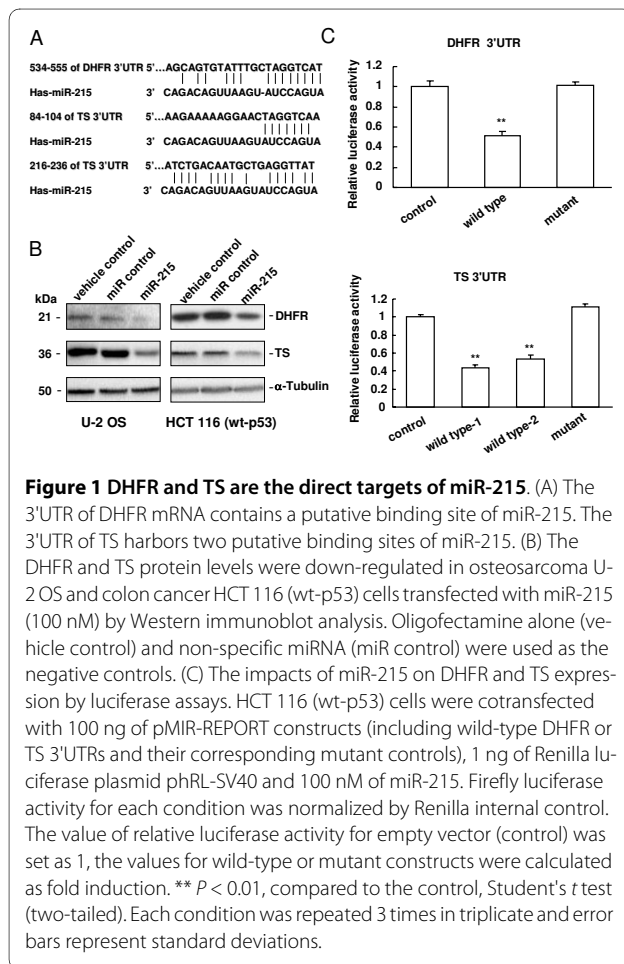 A
534-555 of DHFR 3'UTR 5'...AGCAGTGTATTTGCTAGGTCAT
Has-miR-215 3' CAGACAGUUAAGU-AUCCAGUA
84-104 of TS 3'UTR 5'...AAGAAAAAGGAACTAGGTCAA
Has-miR-215 3' CAGACAGUUAAGUAUCCAGUA
216-236 of TS 3'UTR 5'...ATCTGACAATGCTGAGGTTAT
Has-miR-215 3' CAGACAGUUAAGUAUCCAGUA
B
vehicle control miR control miR-215 vehicle control miR control miR-215
kDa
21 - - DHFR
36 - - TS
50 - - α-Tubulin
U-2 OS HCT 116 (wt-p53)
C
DHFR 3'UTR
Relative luciferase activity
1.2
1
0.8
0.6
0.4
0.2
0
**
control wild type mutant
TS 3'UTR
Relative luciferase activity
1.2
1
0.8
0.6
0.4
0.2
0
** **
control wild type-1 wild type-2 mutant
Figure 1 DHFR and TS are the direct targets of miR-215. (A) The
3'UTR of DHFR mRNA contains a putative binding site of miR-215. The
3'UTR of TS harbors two putative binding sites of miR-215. (B) The
DHFR and TS protein levels were down-regulated in osteosarcoma U-
2 OS and colon cancer HCT 116 (wt-p53) cells transfected with miR-215
(100 nM) by Western immunoblot analysis. Oligofectamine alone (ve-
hicle control) and non-specific miRNA (miR control) were used as the
negative controls. (C) The impacts of miR-215 on DHFR and TS expres-
sion by luciferase assays. HCT 116 (wt-p53) cells were cotransfected
with 100 ng of pMIR-REPORT constructs (including wild-type DHFR or
TS 3'UTRs and their corresponding mutant controls), 1 ng of Renilla lu-
ciferase plasmid phRL-SV40 and 100 nM of miR-215. Firefly luciferase
activity for each condition was normalized by Renilla internal control.
The value of relative luciferase activity for empty vector (control) was
set as 1, the values for wild-type or mutant constructs were calculated
as fold induction. ** P < 0.01, compared to the control, Student's t test
(two-tailed). Each condition was repeated 3 times in triplicate and error
bars represent standard deviations.